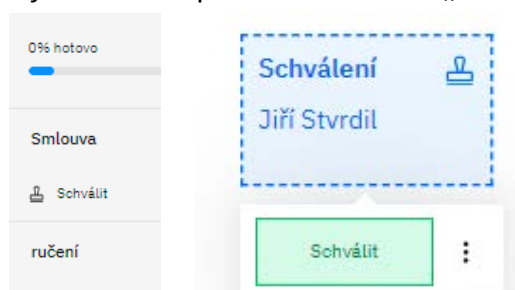 0% hotovo
Smlouva
Schválit
ručení
Schválení
Jiří Stvrdil
Schválit